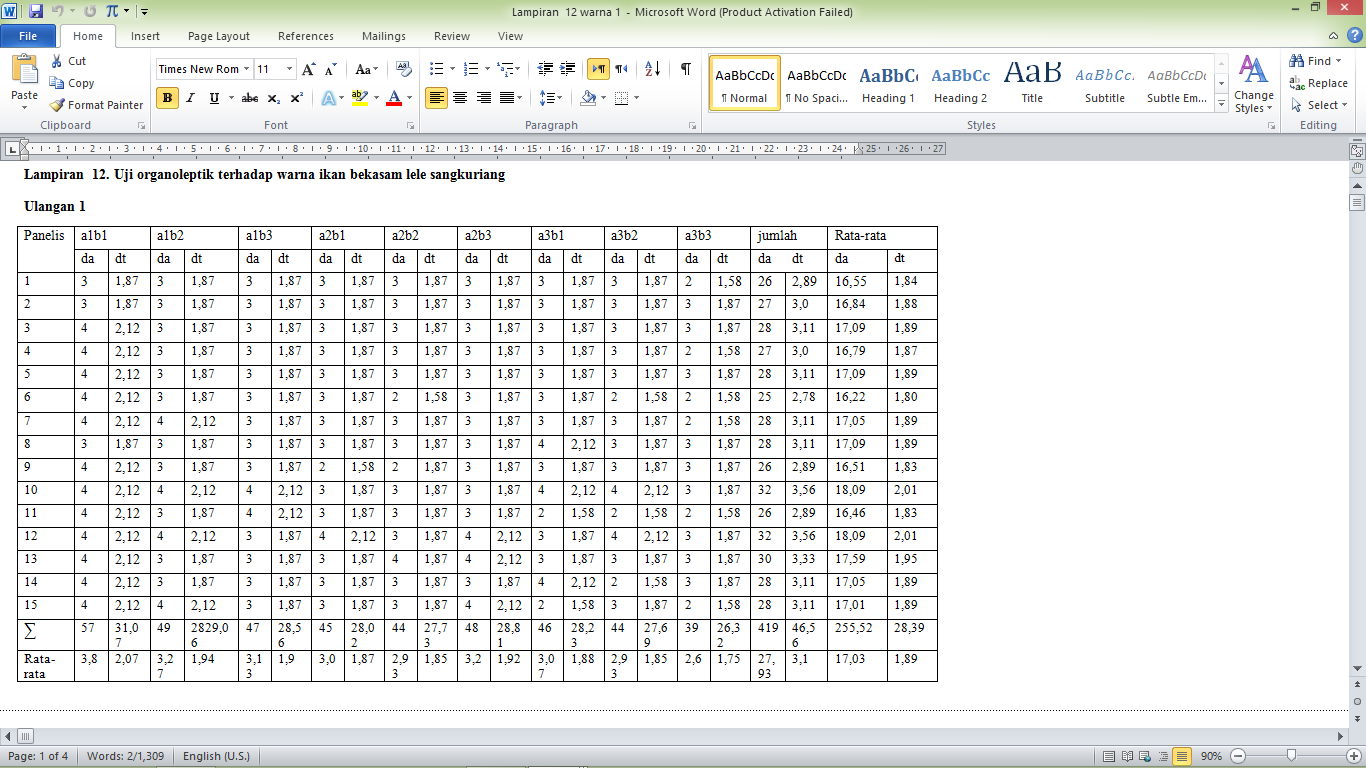 Lampiran 12 warna 1 - Microsoft Word (Product Activation Failed)
File Home Insert Page Layout References Mailings Review View
Paste
Cut
Copy
Format Painter
Clipboard
Times New Rom 11
B I U abc
Font
Paragraph
AaBbCcDc AaBbCcDc AaBbCc AaBbCc AaB AaBbCc. AaBbCcDc
¶ Normal ¶ No Spaci... Heading 1 Heading 2 Title Subtitle Subtle Em...
Change Styles
Styles
Find
Replace
Select
Editing
1 2 3 4 5 6 7 8 9 10 11 12 13 14 15 16 17 18 19 20 21 22 23 24 25 26 27
Lampiran 12. Uji organoleptik terhadap warna ikan bekasam lele sangkuriang
Ulangan 1
Panelis a1b1 a1b2 a1b3 a2b1 a2b2 a2b3 a3b1 a3b2 a3b3 jumlah Rata-rata
da dt da dt da dt da dt da dt da dt da dt da dt da dt da dt da dt
1 3 1,87 3 1,87 3 1,87 3 1,87 3 1,87 3 1,87 3 1,87 3 1,87 2 1,58 26 2,89 16,55 1,84
2 3 1,87 3 1,87 3 1,87 3 1,87 3 1,87 3 1,87 3 1,87 3 1,87 3 1,87 27 3,0 16,84 1,88
3 4 2,12 3 1,87 3 1,87 3 1,87 3 1,87 3 1,87 3 1,87 3 1,87 3 1,87 28 3,11 17,09 1,89
4 4 2,12 3 1,87 3 1,87 3 1,87 3 1,87 3 1,87 3 1,87 3 1,87 2 1,58 27 3,0 16,79 1,87
5 4 2,12 3 1,87 3 1,87 3 1,87 3 1,87 3 1,87 3 1,87 3 1,87 3 1,87 28 3,11 17,09 1,89
6 4 2,12 3 1,87 3 1,87 3 1,87 2 1,58 3 1,87 3 1,87 2 1,58 2 1,58 25 2,78 16,22 1,80
7 4 2,12 4 2,12 3 1,87 3 1,87 3 1,87 3 1,87 3 1,87 3 1,87 2 1,58 28 3,11 17,05 1,89
8 3 1,87 3 1,87 3 1,87 3 1,87 3 1,87 3 1,87 4 2,12 3 1,87 3 1,87 28 3,11 17,09 1,89
9 4 2,12 3 1,87 3 1,87 2 1,58 2 1,87 3 1,87 3 1,87 3 1,87 3 1,87 26 2,89 16,51 1,83
10 4 2,12 4 2,12 4 2,12 3 1,87 3 1,87 3 1,87 4 2,12 4 2,12 3 1,87 32 3,56 18,09 2,01
11 4 2,12 3 1,87 4 2,12 3 1,87 3 1,87 3 1,87 2 1,58 2 1,58 2 1,58 26 2,89 16,46 1,83
12 4 2,12 4 2,12 3 1,87 4 2,12 3 1,87 4 2,12 3 1,87 4 2,12 3 1,87 32 3,56 18,09 2,01
13 4 2,12 3 1,87 3 1,87 3 1,87 4 1,87 4 2,12 3 1,87 3 1,87 3 1,87 30 3,33 17,59 1,95
14 4 2,12 3 1,87 3 1,87 3 1,87 3 1,87 3 1,87 4 2,12 2 1,58 3 1,87 28 3,11 17,05 1,89
15 4 2,12 4 2,12 3 1,87 3 1,87 3 1,87 4 2,12 2 1,58 3 1,87 2 1,58 28 3,11 17,01 1,89
∑ 57 31,07 49 2829,06 47 28,56 45 28,02 44 27,73 48 28,81 46 28,23 44 27,69 39 26,32 419 46,56 255,52 28,39
Rata-rata 3,8 2,07 3,27 1,94 3,13 1,9 3,0 1,87 2,93 1,85 3,2 1,92 3,07 1,88 2,93 1,85 2,6 1,75 27,93 3,1 17,03 1,89
Page: 1 of 4 Words: 2/1,309 English (U.S.) 90%